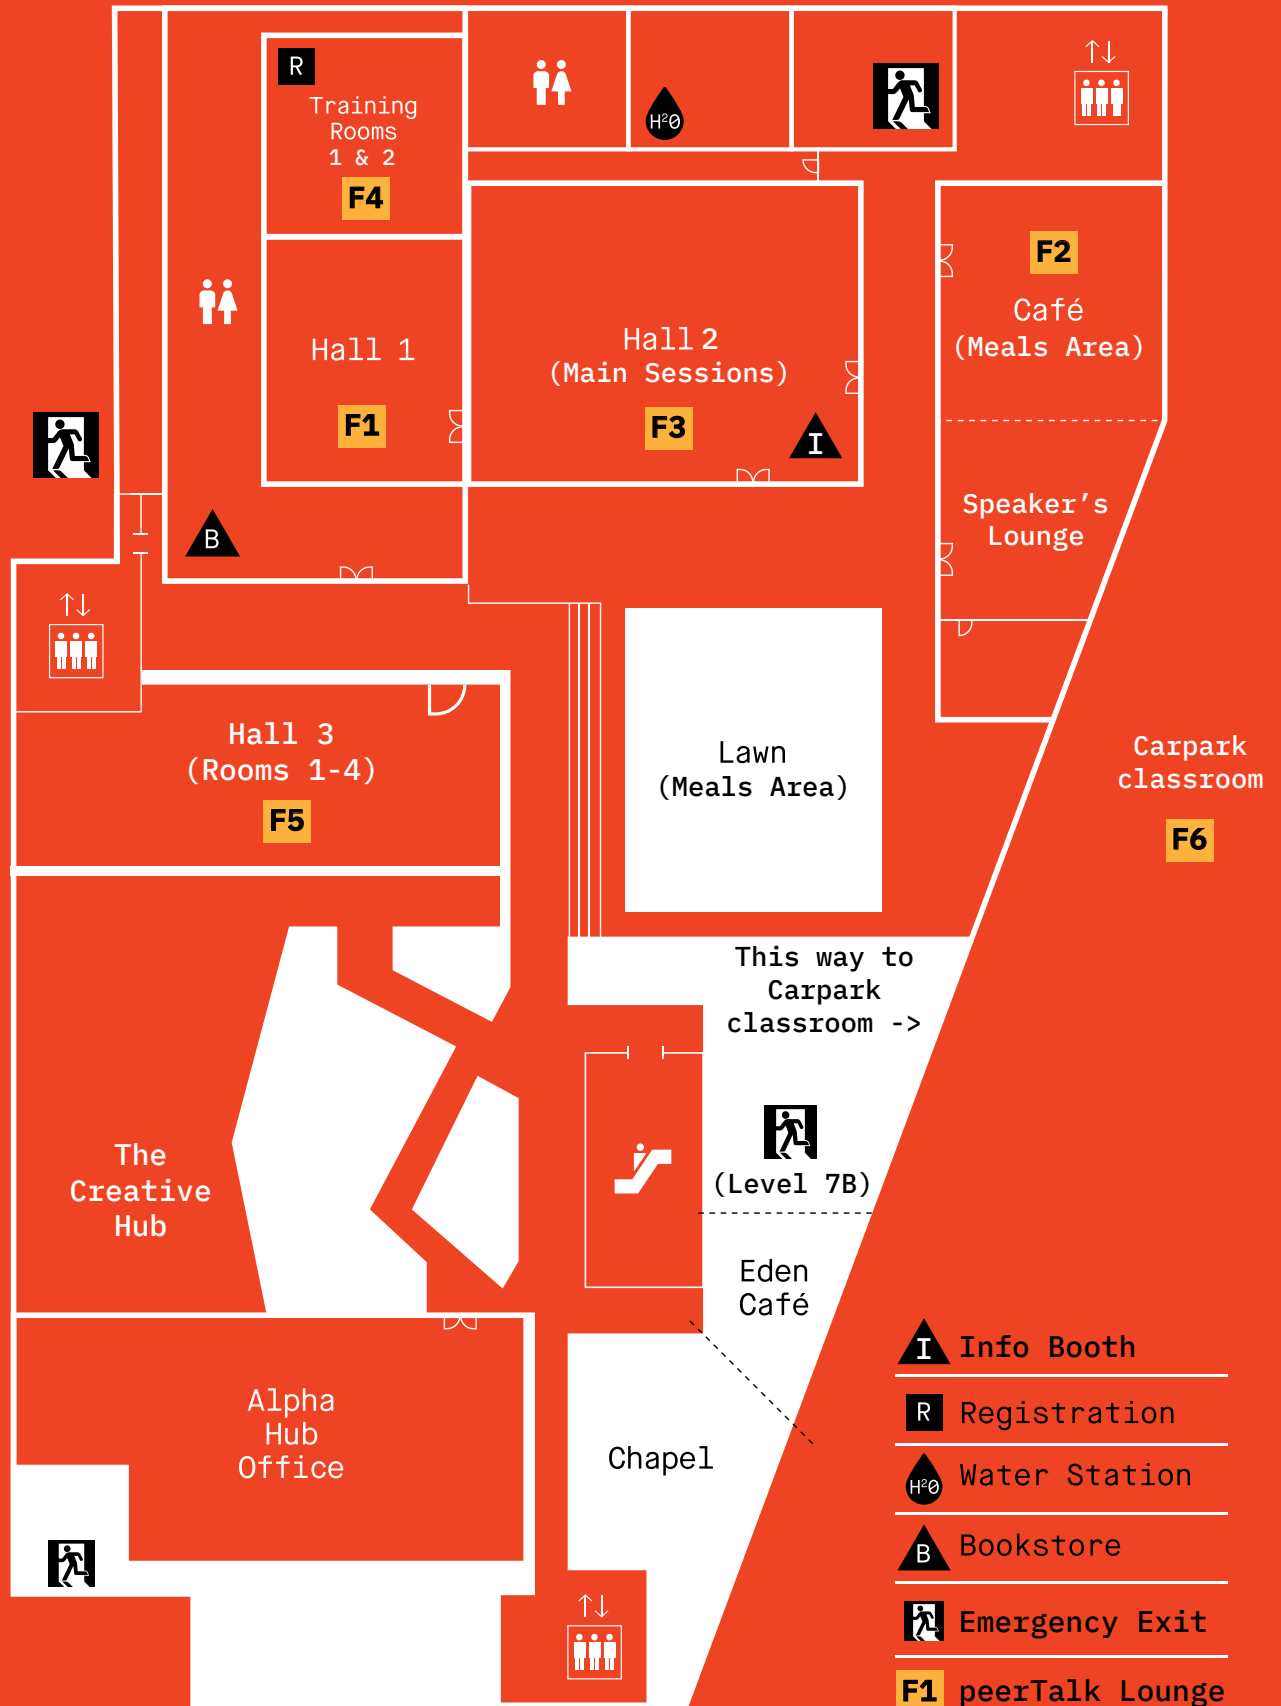 R
Training
Rooms
1 & 2
F4
H²O
F2
Café
(Meals Area)
Hall 1
F1
Hall 2
(Main Sessions)
F3
I
Speaker’s
Lounge
B
Hall 3
(Rooms 1-4)
F5
Lawn
(Meals Area)
Carpark
classroom
F6
This way to
Carpark
classroom ->
(Level 7B)
The
Creative
Hub
Eden
Café
Alpha
Hub
Office
Chapel
I Info Booth
R Registration
H²O Water Station
B Bookstore
Emergency Exit
F1 peerTalk Lounge